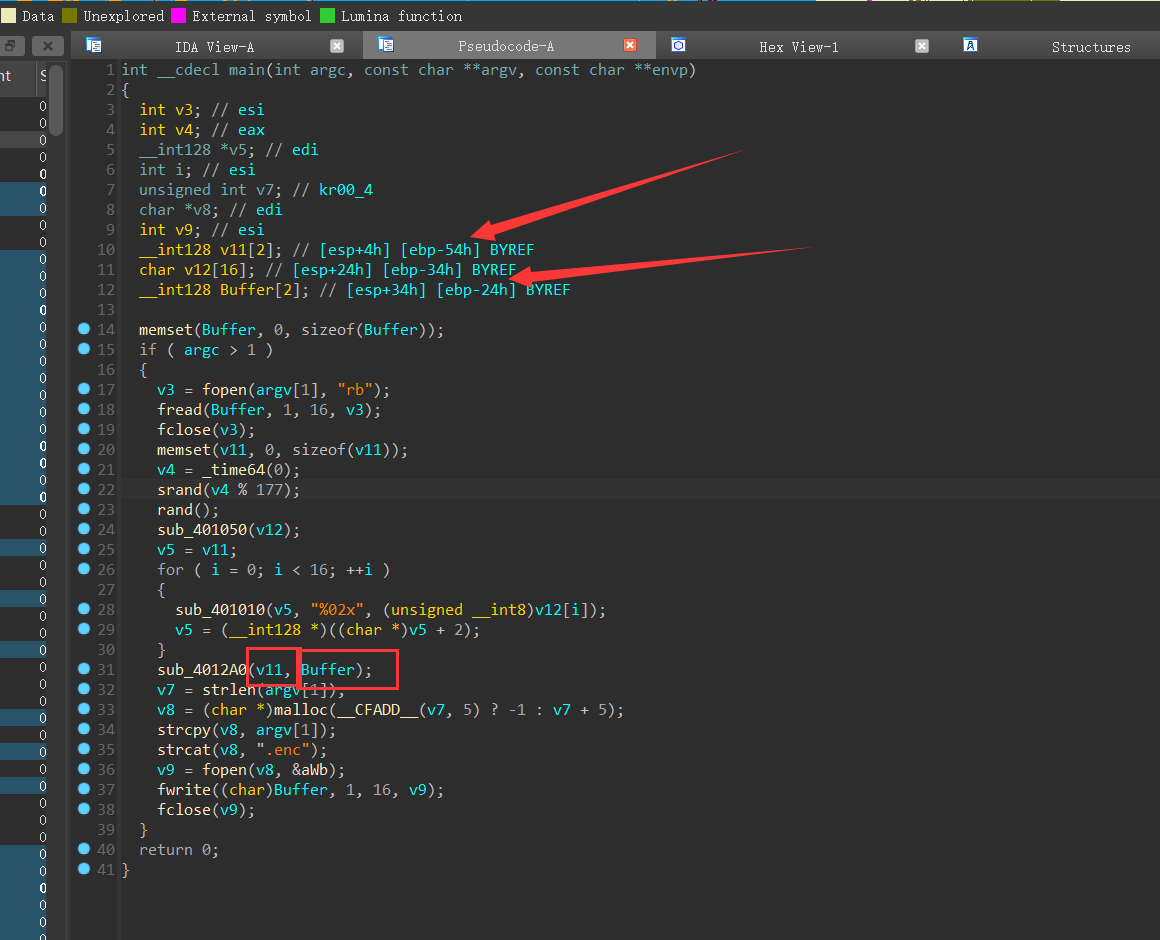 Data Unexplored External symbol Lumina function
IDA View-A Pseudocode-A Hex View-1 Structures
nt S
1 int __cdecl main(int argc, const char **argv, const char **envp)
2 {
3 int v3; // esi
4 int v4; // eax
5 __int128 *v5; // edi
6 int i; // esi
7 unsigned int v7; // kr00_4
8 char *v8; // edi
9 int v9; // esi
10 __int128 v11[2]; // [esp+4h] [ebp-54h] BYREF
11 char v12[16]; // [esp+24h] [ebp-34h] BYREF
12 __int128 Buffer[2]; // [esp+34h] [ebp-24h] BYREF
13
14 memset(Buffer, 0, sizeof(Buffer));
15 if ( argc > 1 )
16 {
17 v3 = fopen(argv[1], "rb");
18 fread(Buffer, 1, 16, v3);
19 fclose(v3);
20 memset(v11, 0, sizeof(v11));
21 v4 = _time64(0);
22 srand(v4 % 177);
23 rand();
24 sub_401050(v12);
25 v5 = v11;
26 for ( i = 0; i < 16; ++i )
27 {
28 sub_401010(v5, "%02x", (unsigned __int8)v12[i]);
29 v5 = (__int128 *)((char *)v5 + 2);
30 }
31 sub_4012A0(v11, Buffer);
32 v7 = strlen(argv[1]);
33 v8 = (char *)malloc(__CFADD__(v7, 5) ? -1 : v7 + 5);
34 strcpy(v8, argv[1]);
35 strcat(v8, ".enc");
36 v9 = fopen(v8, &aWb);
37 fwrite((char)Buffer, 1, 16, v9);
38 fclose(v9);
39 }
40 return 0;
41 }